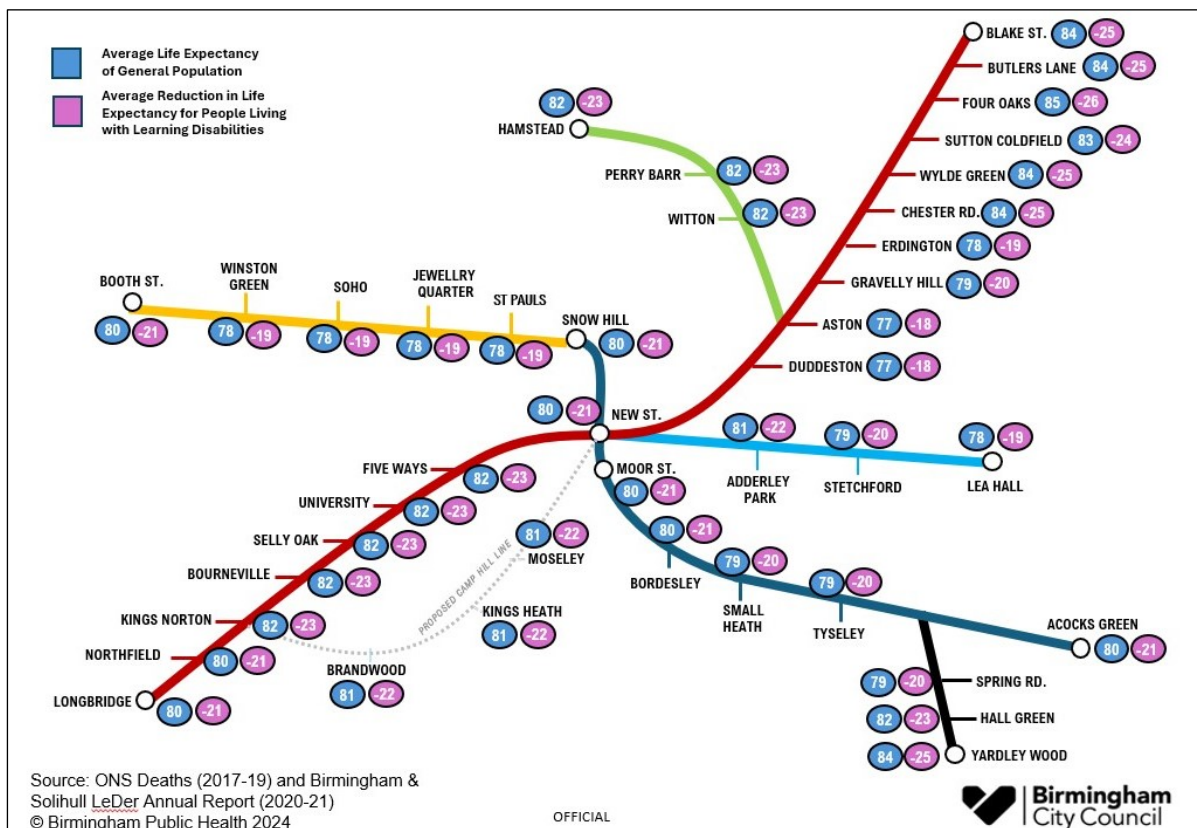 Average Life Expectancy
of General Population
Average Reduction in Life
Expectancy for People Living
with Learning Disabilities
BLAKE ST. 84 -25
BUTLERS LANE 84 -25
FOUR OAKS 85 -26
SUTTON COLDFIELD 83 -24
WYLDE GREEN 84 -25
CHESTER RD. 84 -25
ERDINGTON 78 -19
GRAVELLY HILL 79 -20
ASTON 77 -18
DUDDESTON 77 -18
82 -23
HAMSTEAD
PERRY BARR 82 -23
WITTON 82 -23
BOOTH ST.
80 -21
WINSTON
GREEN
78 -19
SOHO
78 -19
JEWELLRY
QUARTER
78 -19
ST PAULS
78 -19
SNOW HILL
80 -21
80 -21
NEW ST.
81 -22
ADDERLEY
PARK
79 -20
STETCHFORD
78 -19
LEA HALL
MOOR ST.
80 -21
80 -21
BORDESLEY
79 -20
SMALL
HEATH
79 -20
TYSELEY
ACOCKS GREEN
80 -21
79 -20 SPRING RD.
82 -23 HALL GREEN
84 -25 YARDLEY WOOD
FIVE WAYS 82 -23
UNIVERSITY 82 -23
SELLY OAK 82 -23
BOURNEVILLE 82 -23
KINGS NORTON 82 -23
NORTHFIELD 80 -21
LONGBRIDGE 80 -21
PROPOSED CAMP HILL LINE
81 -22
MOSELEY
KINGS HEATH
81 -22
BRANDWOOD
81 -22
Source: ONS Deaths (2017-19) and Birmingham &
Solihull LeDer Annual Report (2020-21)
© Birmingham Public Health 2024
OFFICIAL
Birmingham
City Council